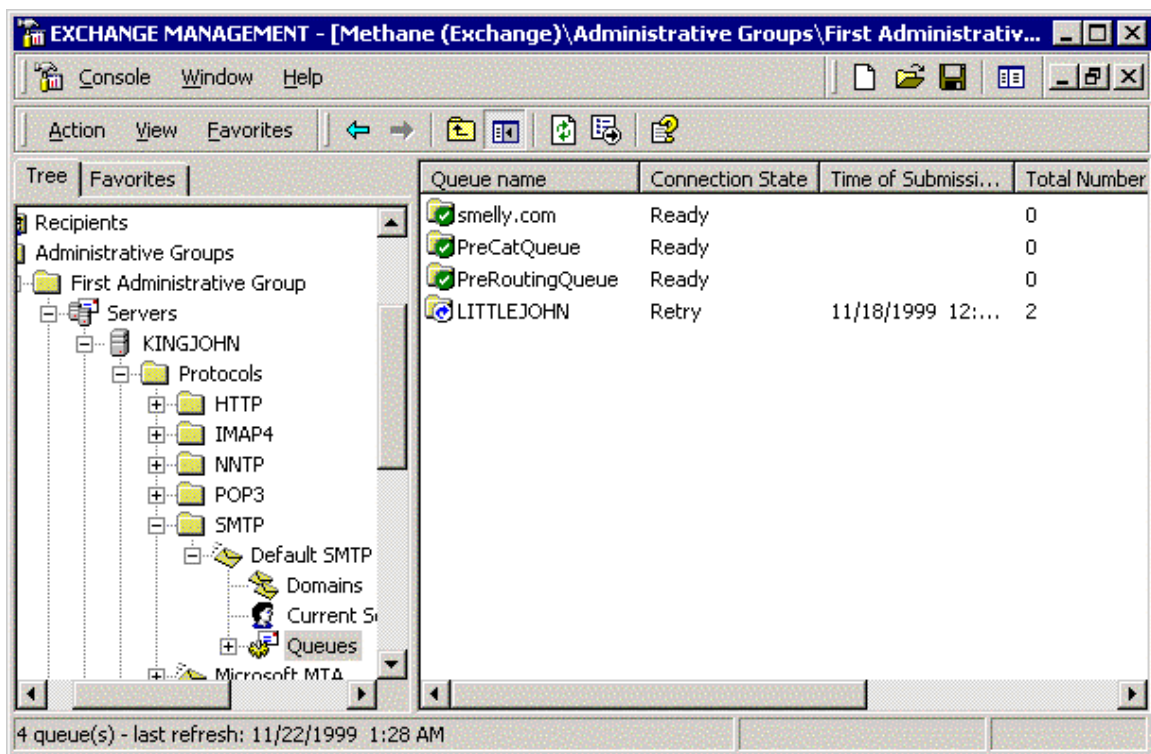 EXCHANGE MANAGEMENT - [Methane (Exchange)\Administrative Groups\First Administrativ...
Console Window Help
Action View Favorites
Tree Favorites
Recipients
Administrative Groups
First Administrative Group
Servers
KINGJOHN
Protocols
HTTP
IMAP4
NNTP
POP3
SMTP
Default SMTP
Domains
Current Se
Queues
Microsoft MTA
Queue name Connection State Time of Submissi... Total Number
smelly.com Ready 0
PreCatQueue Ready 0
PreRoutingQueue Ready 0
LITTLEJOHN Retry 11/18/1999 12:... 2
4 queue(s) - last refresh: 11/22/1999 1:28 AM